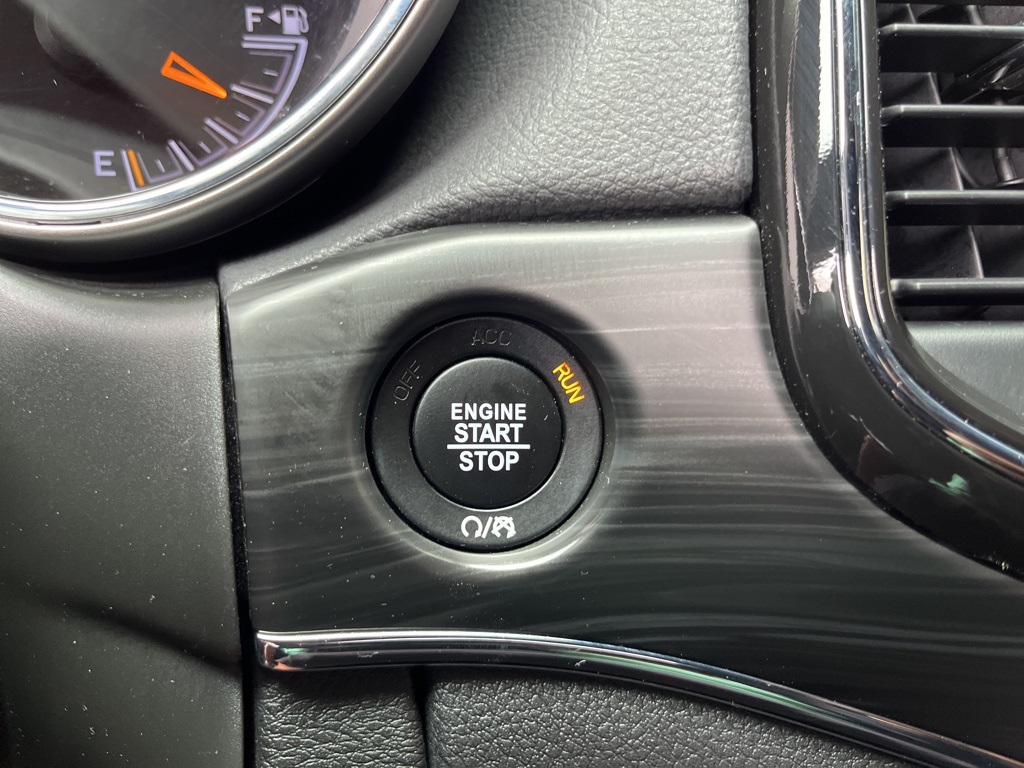 F
E
ACC
OFF
RUN
ENGINE
START
STOP